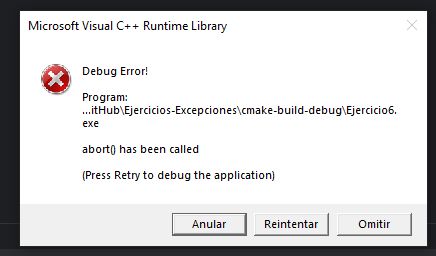 Microsoft Visual C++ Runtime Library
Debug Error!
Program:
...itHub\Ejercicios-Excepciones\cmake-build-debug\Ejercicio6.
exe
abort() has been called
(Press Retry to debug the application)
Anular Reintentar Omitir